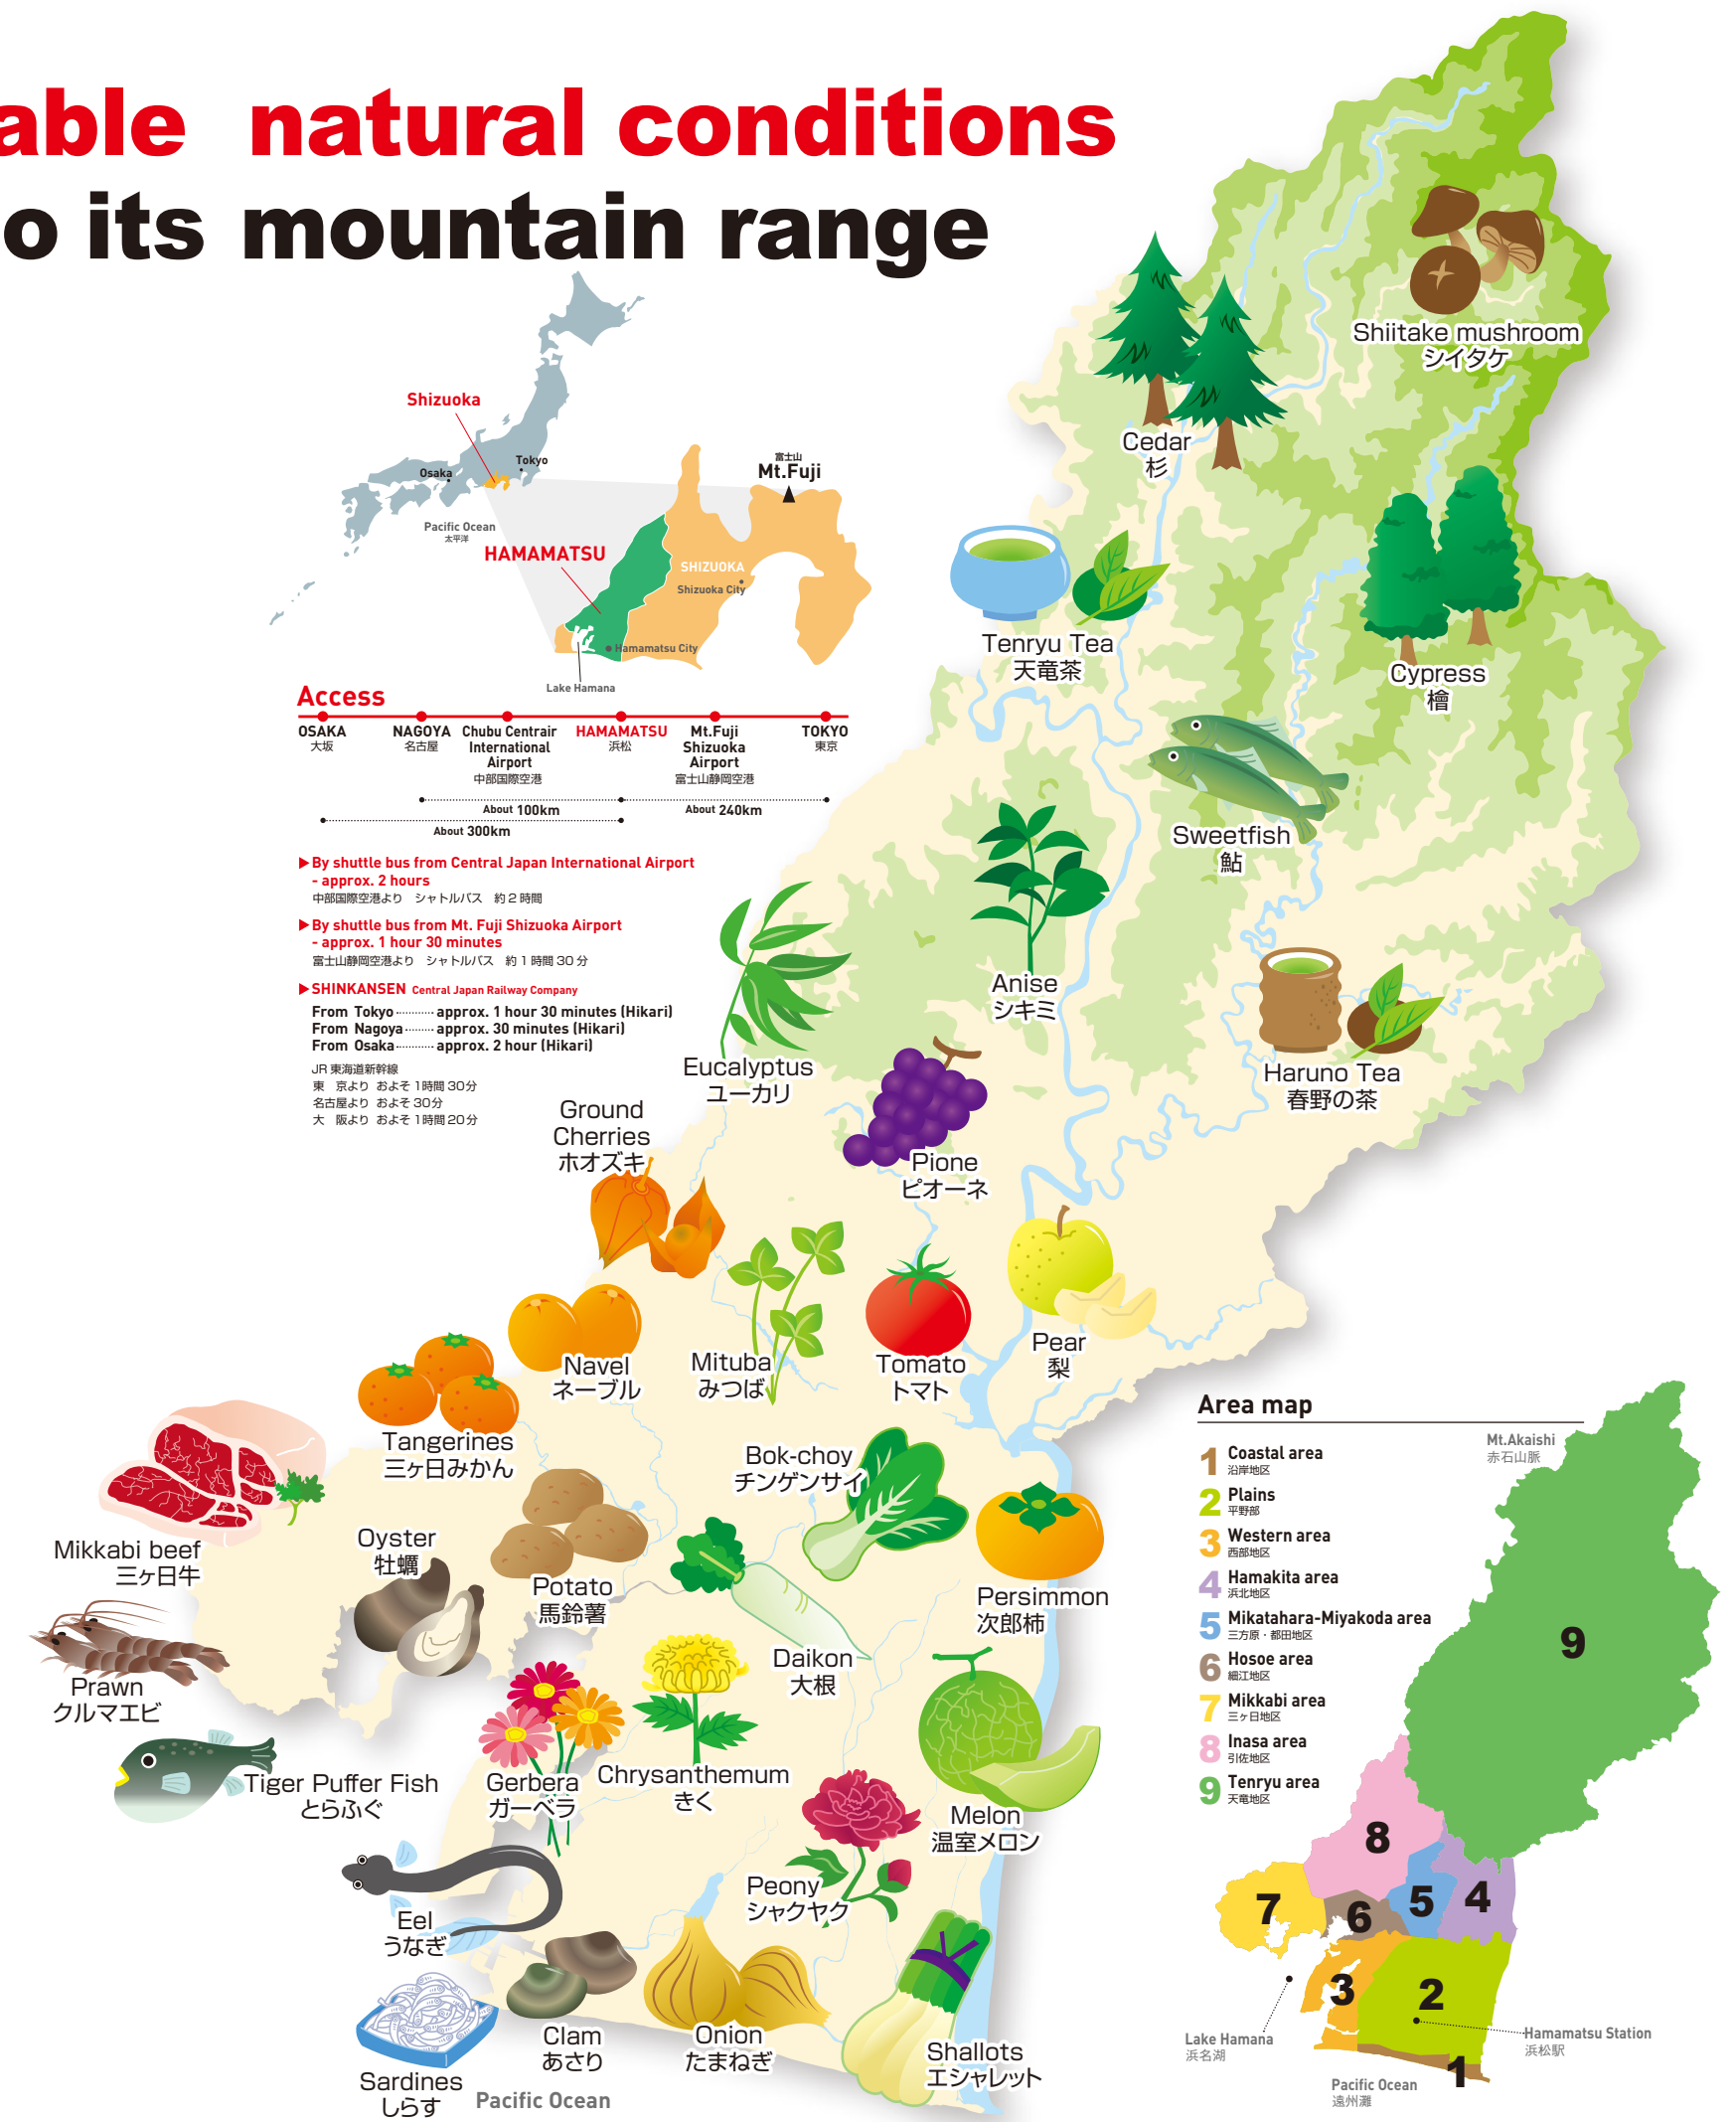 able natural conditions
o its mountain range
Shizuoka
Tokyo
Osaka
Pacific Ocean
太平洋
富士山
Mt.Fuji
HAMAMATSU
SHIZUOKA
Shizuoka City
Hamamatsu City
Lake Hamana
Access
OSAKA
大坂
NAGOYA
名古屋
Chubu Centrair
International
Airport
中部国際空港
HAMAMATSU
浜松
Mt.Fuji
Shizuoka
Airport
富士山静岡空港
TOKYO
東京
About 100km
About 240km
About 300km
▶By shuttle bus from Central Japan International Airport
- approx. 2 hours
中部国際空港より シャトルバス 約2時間
▶By shuttle bus from Mt. Fuji Shizuoka Airport
- approx. 1 hour 30 minutes
富士山静岡空港より シャトルバス 約1時間30分
▶SHINKANSEN Central Japan Railway Company
From Tokyo ········· approx. 1 hour 30 minutes (Hikari)
From Nagoya ······· approx. 30 minutes (Hikari)
From Osaka ········· approx. 2 hour (Hikari)
JR東海道新幹線
東 京より およそ1時間30分
名古屋より およそ30分
大 阪より およそ1時間20分
Shiitake mushroom
シイタケ
Cedar
杉
Tenryu Tea
天竜茶
Cypress
檜
Sweetfish
鮎
Anise
シキミ
Haruno Tea
春野の茶
Eucalyptus
ユーカリ
Pione
ピオーネ
Ground
Cherries
ホオズキ
Navel
ネーブル
Mituba
みつば
Tomato
トマト
Pear
梨
Tangerines
三ヶ日みかん
Bok-choy
チンゲンサイ
Mikkabi beef
三ヶ日牛
Oyster
牡蠣
Potato
馬鈴薯
Persimmon
次郎柿
Daikon
大根
Prawn
クルマエビ
Tiger Puffer Fish
とらふぐ
Gerbera
ガーベラ
Chrysanthemum
きく
Melon
温室メロン
Peony
シャクヤク
Eel
うなぎ
Clam
あさり
Onion
たまねぎ
Shallots
エシャレット
Sardines
しらす
Pacific Ocean
Area map
1 Coastal area
沿岸地区
2 Plains
平野部
3 Western area
西部地区
4 Hamakita area
浜北地区
5 Mikatahara-Miyakoda area
三方原・都田地区
6 Hosoe area
細江地区
7 Mikkabi area
三ヶ日地区
8 Inasa area
引佐地区
9 Tenryu area
天竜地区
Mt.Akaishi
赤石山脈
9
8
7
6
5
4
3
2
1
Lake Hamana
浜名湖
Hamamatsu Station
浜松駅
Pacific Ocean
遠州灘